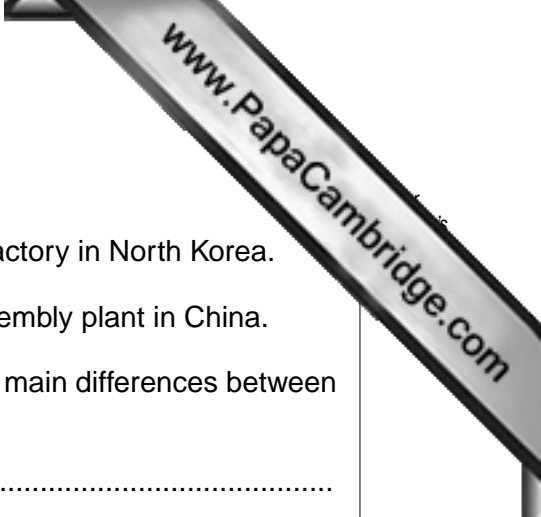 www.PapaCambridge.com
actory in North Korea.
embly plant in China.
main differences between
..........................................